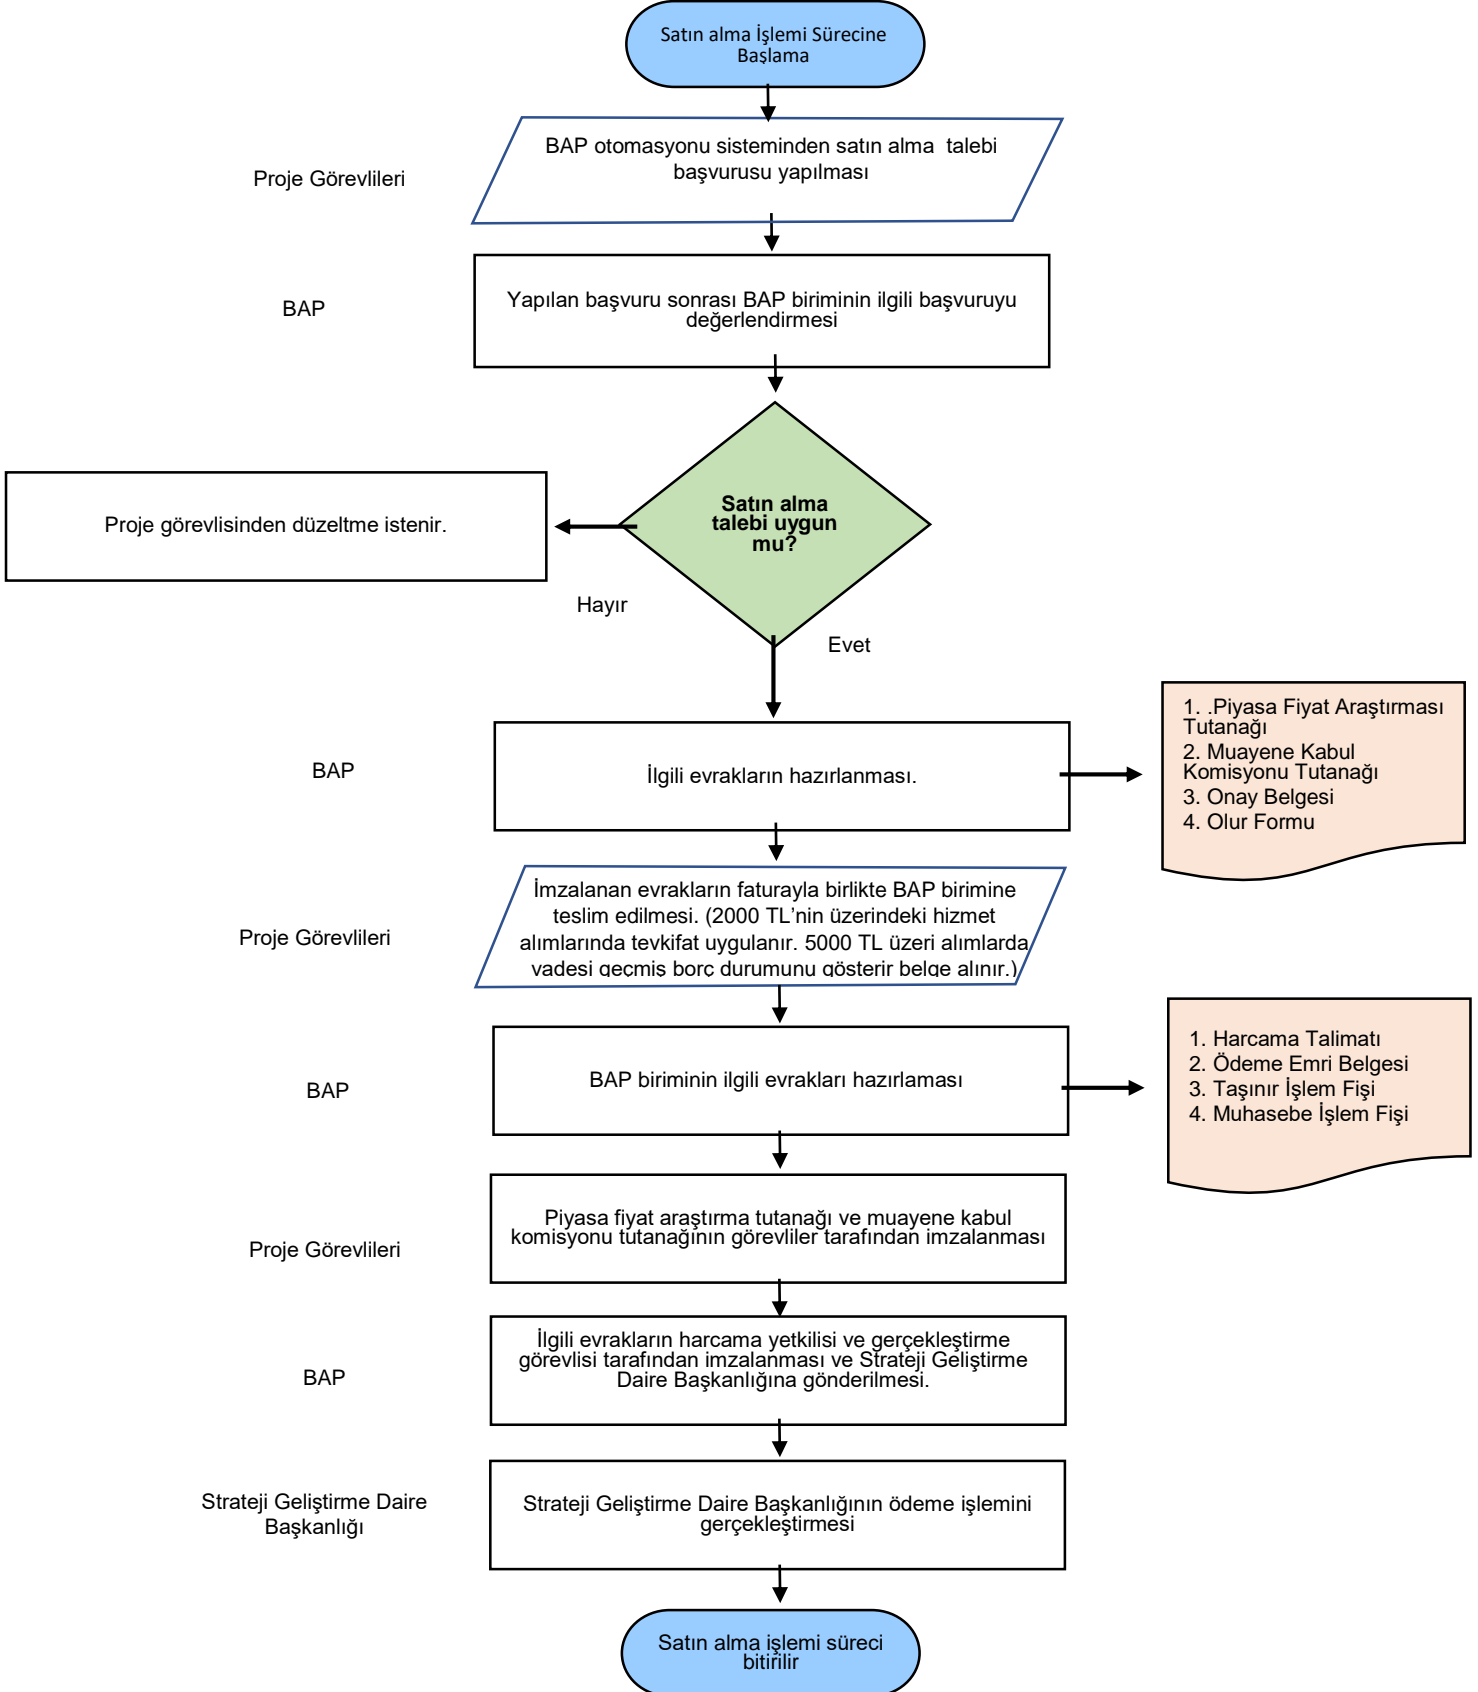 Satın alma İşlemi Sürecine
Başlama
BAP otomasyonu sisteminden satın alma  talebi
başvurusu yapılması
Proje Görevlileri
Yapılan başvuru sonrası BAP biriminin ilgili başvuruyu
değerlendirmesi
BAP
Satın alma
talebi uygun
mu?
Proje görevlisinden düzeltme istenir.
Hayır
Evet
1. .Piyasa Fiyat Araştırması
Tutanağı
2. Muayene Kabul
Komisyonu Tutanağı
3. Onay Belgesi
4. Olur Formu
BAP
İlgili evrakların hazırlanması.
İmzalanan evrakların faturayla birlikte BAP birimine
teslim edilmesi. (2000 TL’nin üzerindeki hizmet
alımlarında tevkifat uygulanır. 5000 TL üzeri alımlarda
vadesi geçmiş borç durumunu gösterir belge alınır.)
Proje Görevlileri
BAP
BAP biriminin ilgili evrakları hazırlaması
1. Harcama Talimatı
2. Ödeme Emri Belgesi
3. Taşınır İşlem Fişi
4. Muhasebe İşlem Fişi
Piyasa fiyat araştırma tutanağı ve muayene kabul
komisyonu tutanağının görevliler tarafından imzalanması
Proje Görevlileri
İlgili evrakların harcama yetkilisi ve gerçekleştirme
görevlisi tarafından imzalanması ve Strateji Geliştirme
Daire Başkanlığına gönderilmesi.
BAP
Strateji Geliştirme Daire
Başkanlığı
Strateji Geliştirme Daire Başkanlığının ödeme işlemini
gerçekleştirmesi
Satın alma işlemi süreci
bitirilir